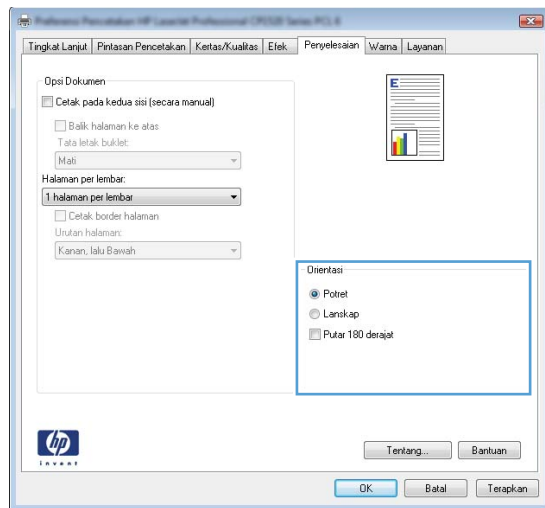 Tingkat Lanjut Pintasan Pencetakan Kertas/Kualitas Efek Penyelesaian Warna Layanan
Opsi Dokumen
Cetak pada kedua sisi (secara manual)
Balik halaman ke atas
Tata letak buklet:
Mati
Halaman per lembar:
1 halaman per lembar
Cetak border halaman
Urutan halaman:
Kanan, lalu Bawah
E
Orientasi
Potret
Lanskap
Putar 180 derajat
hp
invent
Tentang... Bantuan
OK Batal Terapkan